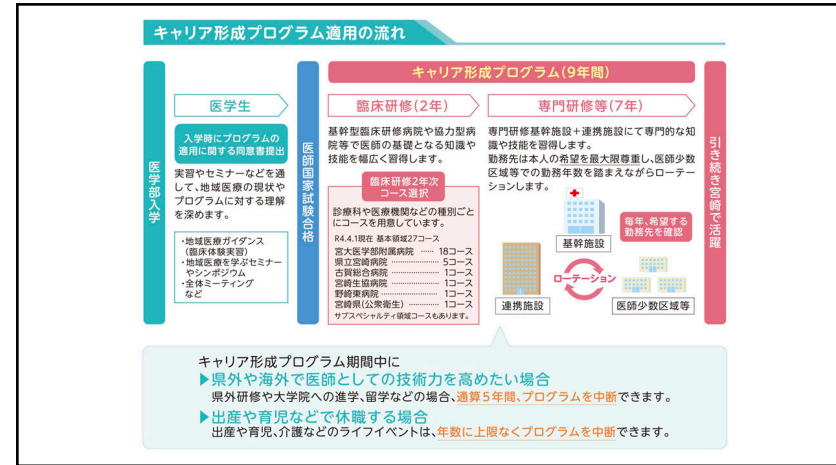 キャリア形成プログラム適用の流れ
医学部入学
医学生
入学時にプログラムの
適用に関する同意書提出
実習やセミナーなどを通
して、地域医療の現状や
プログラムに対する理解
を深めます。
・地域医療ガイダンス
(臨床体験実習)
・地域医療を学ぶセミナー
やシンポジウム
・全体ミーティング
など
医師国家試験合格
キャリア形成プログラム(9年間)
臨床研修(2年)
基幹型臨床研修病院や協力型病
院等で医師の基礎となる知識や
技能を幅広く習得します。
臨床研修2年次
コース選択
診療科や医療機関などの種別ごと
にコースを用意しています。
R4.4.1現在 基本領域27コース
宮大医学部附属病院 …… 18コース
県立宮崎病院 …………………… 5コース
古賀総合病院 …………………… 1コース
宮崎生協病院 …………………… 1コース
野崎東病院 ……………………… 1コース
宮崎県(公衆衛生) ……………… 1コース
サブスペシャルティ領域コースもあります。
専門研修等(7年)
専門研修基幹施設+連携施設にて専門的な知
識や技能を習得します。
勤務先は本人の希望を最大限尊重し、医師少数
区域等での勤務年数を踏まえながらローテー
ションします。
毎年、希望する
勤務先を確認
基幹施設
ローテーション
連携施設
医師少数区域等
引き続き宮崎で活躍
キャリア形成プログラム期間中に
▶県外や海外で医師としての技術力を高めたい場合
県外研修や大学院への進学、留学などの場合、通算5年間、プログラムを中断できます。
▶出産や育児などで休職する場合
出産や育児、介護などのライフイベントは、年数に上限なくプログラムを中断できます。